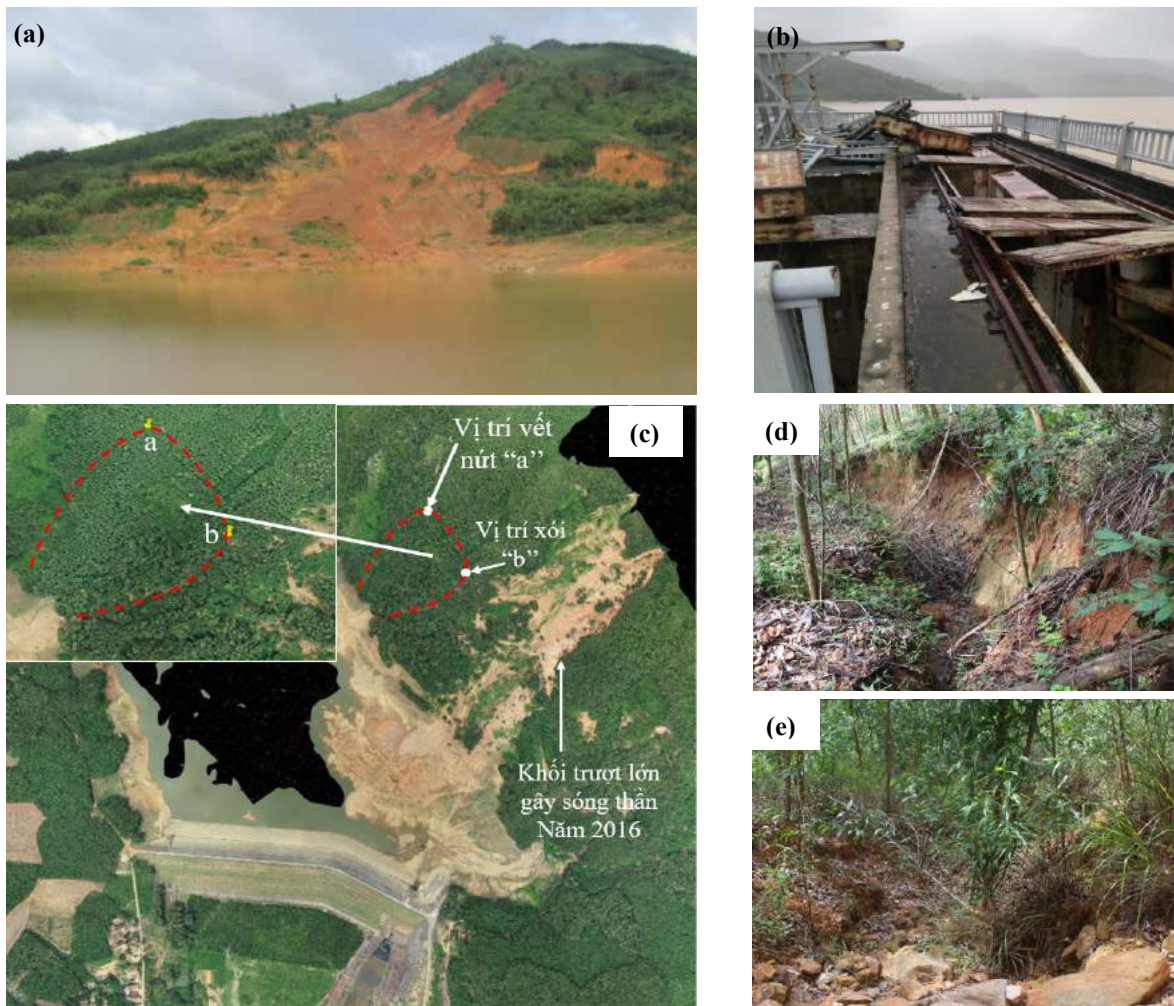 (a)
(b)
(c)
a
b
Vị trí vết
nứt “a”
Vị trí xói
“b”
Khối trượt lớn
gây sóng thần
Năm 2016
(d)
(e)